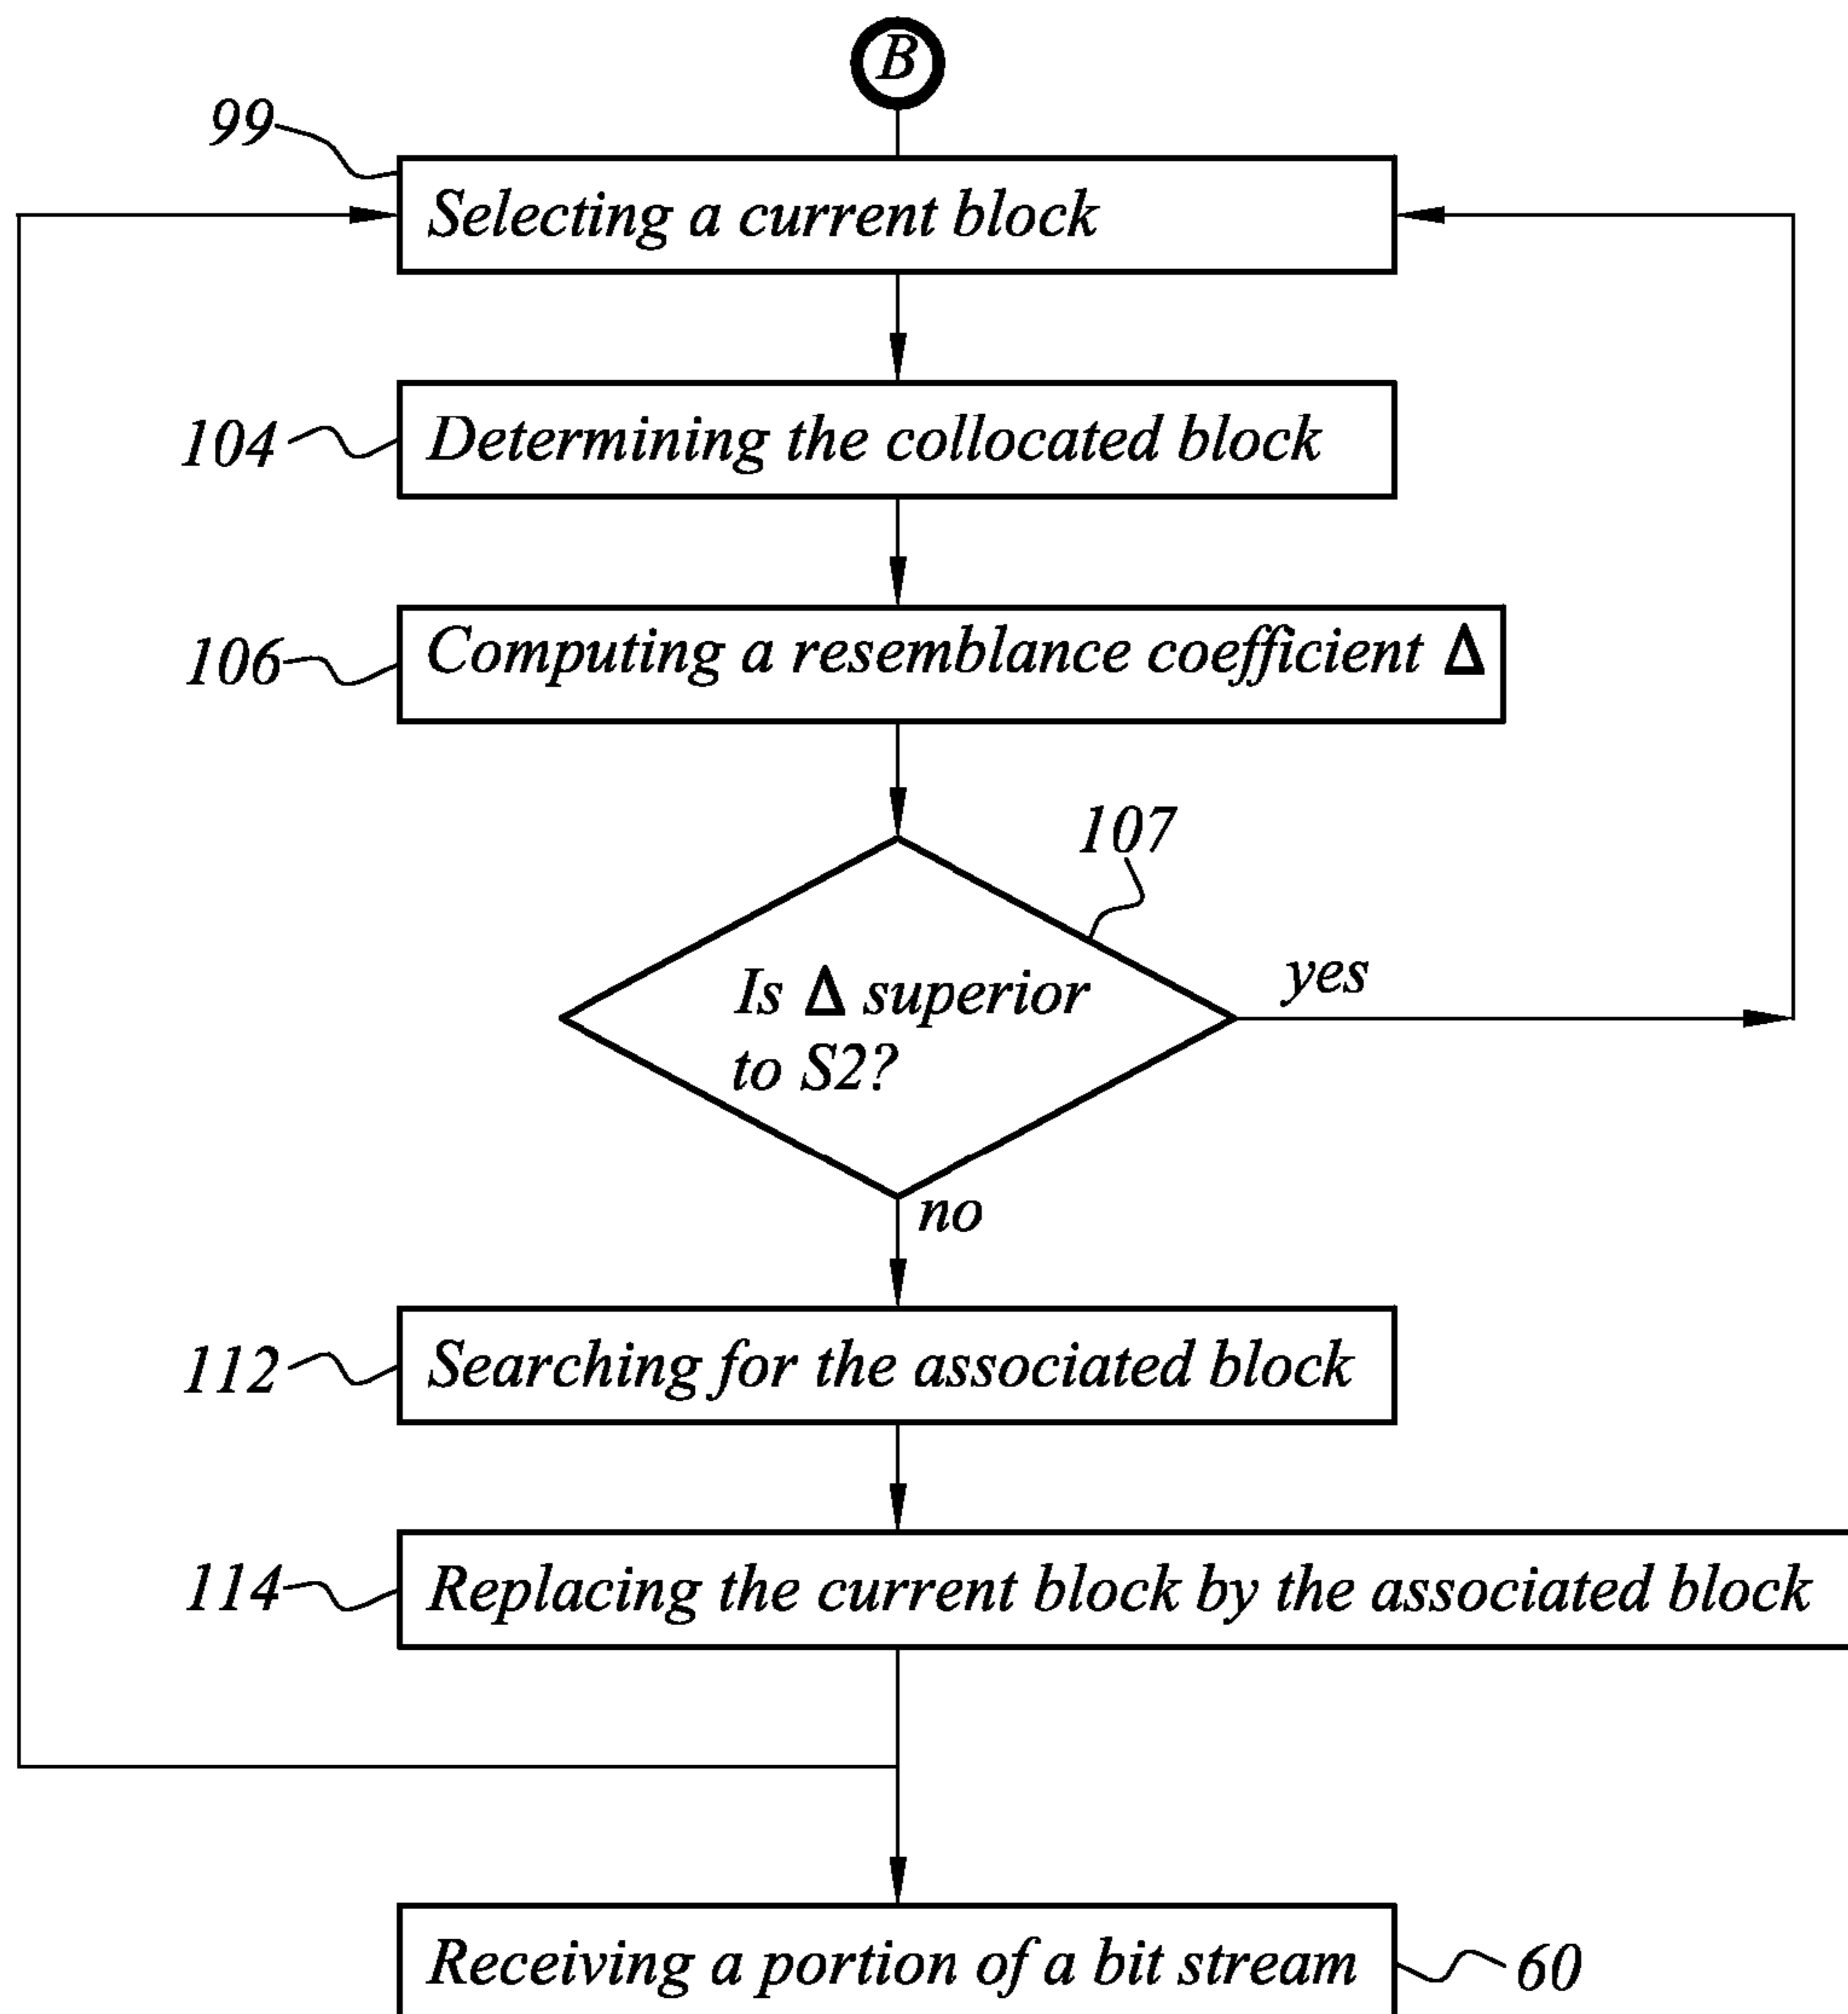 B
99
Selecting a current block
104
Determining the collocated block
106
Computing a resemblance coefficient Δ
107
Is Δ superior
to S2?
yes
no
112
Searching for the associated block
114
Replacing the current block by the associated block
Receiving a portion of a bit stream
60